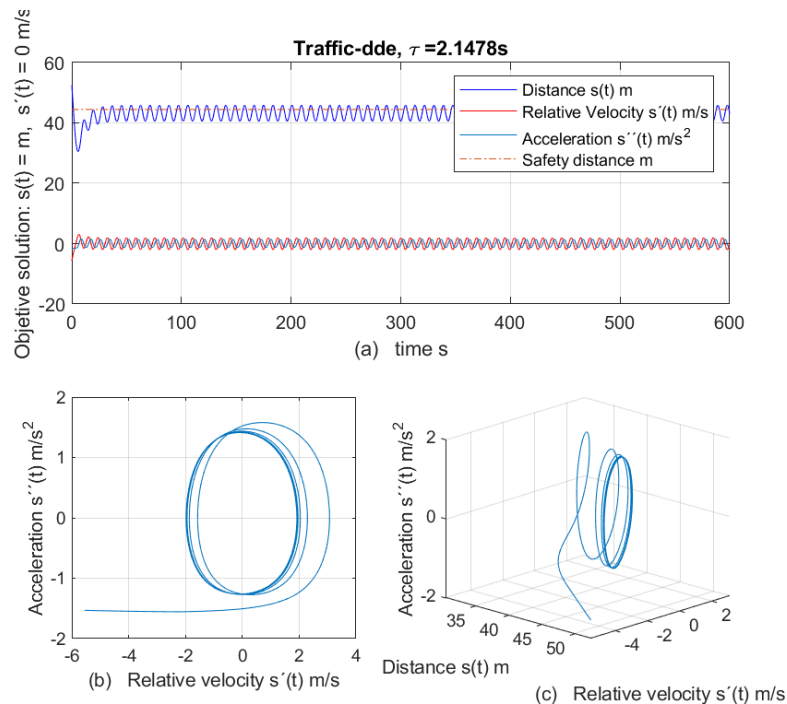 Traffic-dde, τ =2.1478s
Objetive solution: s(t) = m, s´(t) = 0 m/s
60
40
20
0
-20
0
100
200
300
400
500
600
Distance s(t) m
Relative Velocity s´(t) m/s
Acceleration s´´(t) m/s²
Safety distance m
(a) time s
Acceleration s´´(t) m/s²
2
1
0
-1
-2
-6
-4
-2
0
2
4
(b) Relative velocity s´(t) m/s
Acceleration s´´(t) m/s²
2
0
-2
35
40
45
50
-4
-2
0
2
Distance s(t) m
(c) Relative velocity s´(t) m/s